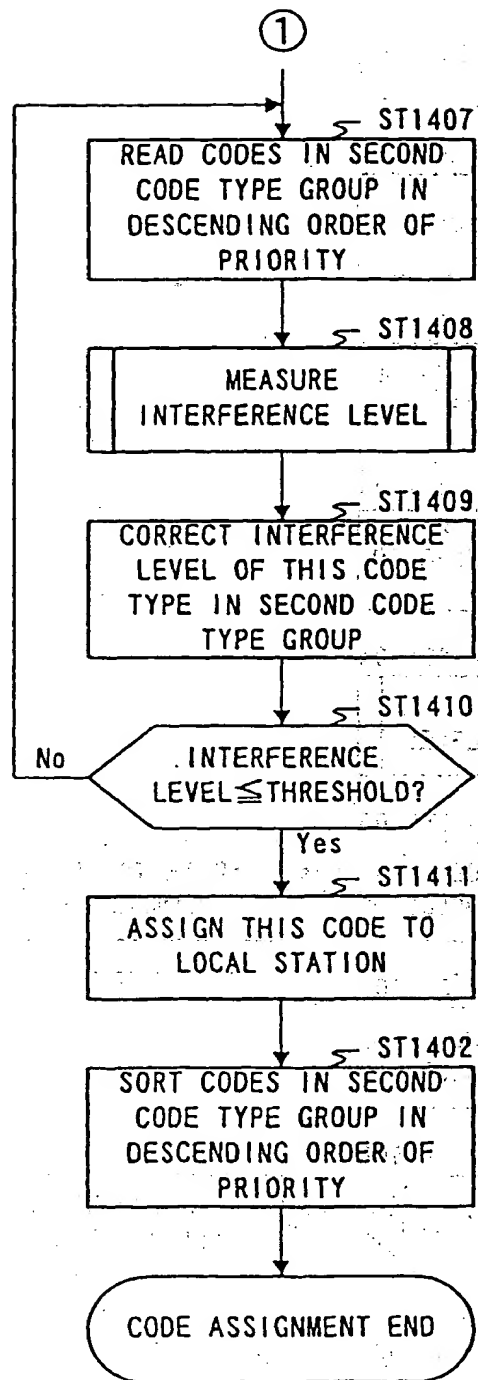 ①
ST1407
READ CODES IN SECOND
CODE TYPE GROUP IN
DESCENDING ORDER OF
PRIORITY
ST1408
MEASURE
INTERFERENCE LEVEL
ST1409
CORRECT INTERFERENCE
LEVEL OF THIS CODE
TYPE IN SECOND CODE
TYPE GROUP
ST1410
No
INTERFERENCE
LEVEL≦THRESHOLD?
Yes
ST1411
ASSIGN THIS CODE TO
LOCAL STATION
ST1402
SORT CODES IN SECOND
CODE TYPE GROUP IN
DESCENDING ORDER OF
PRIORITY
CODE ASSIGNMENT END